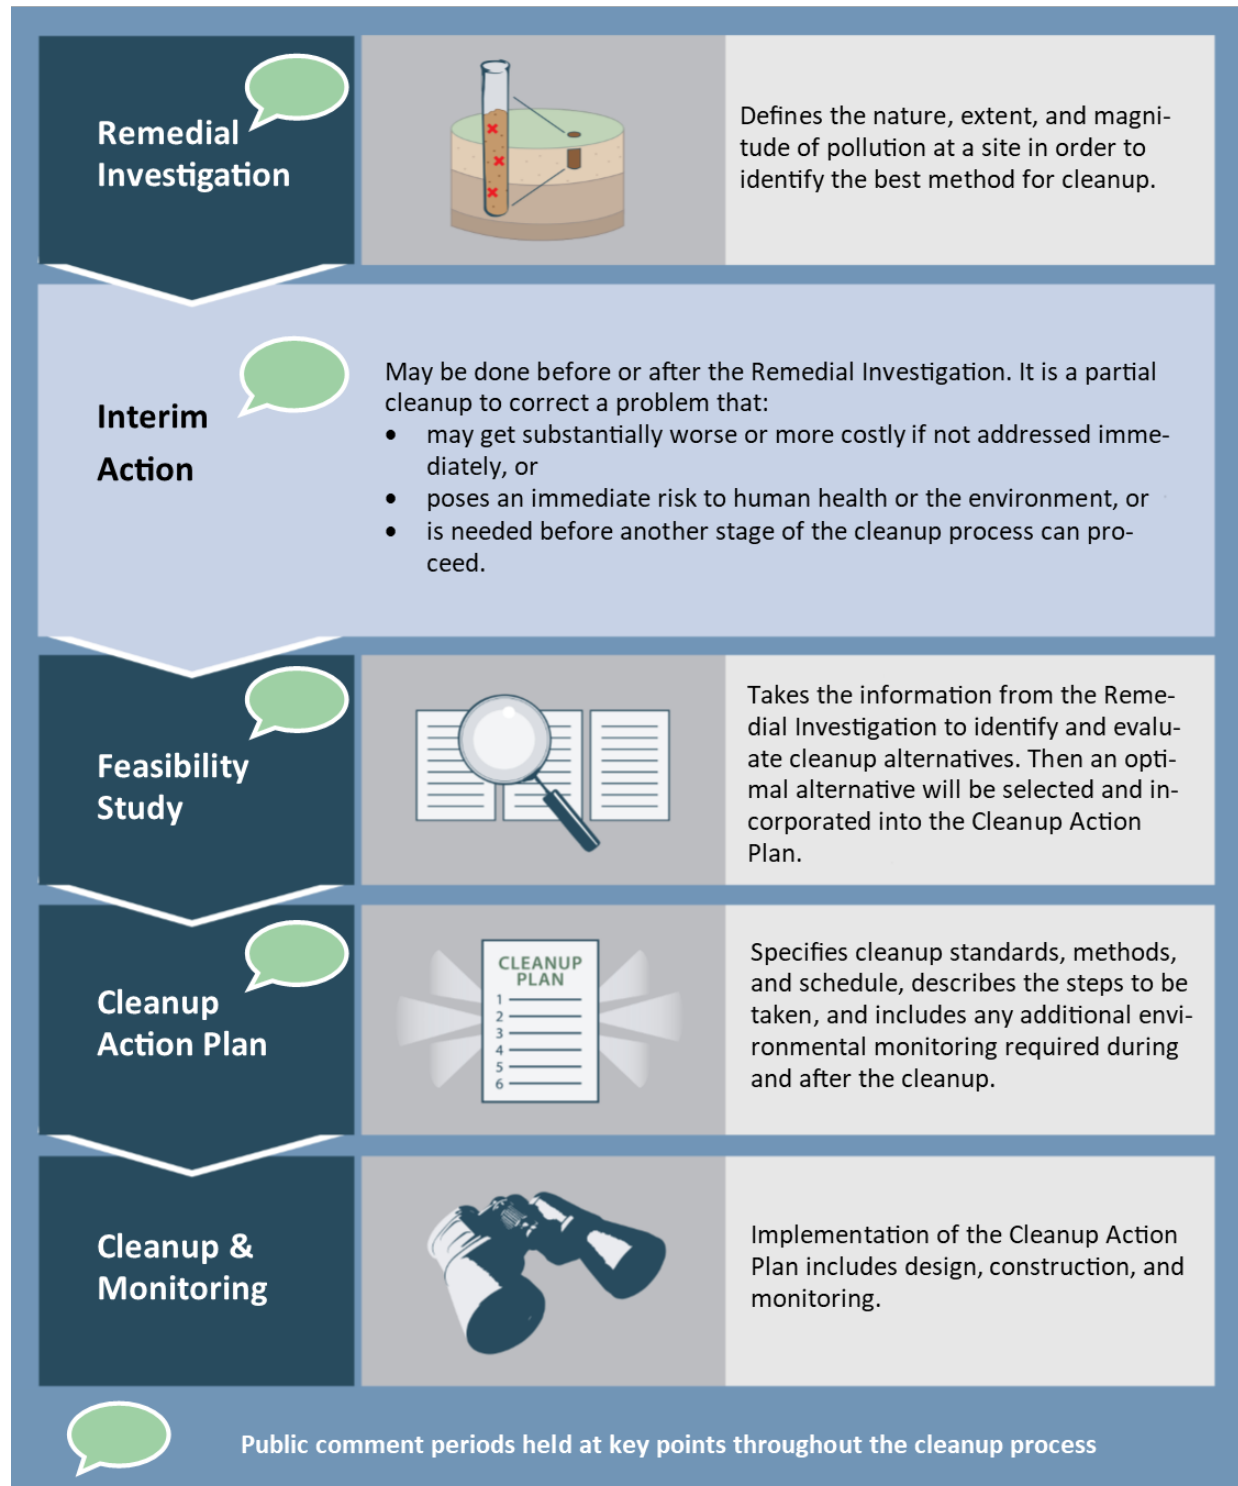 Remedial
Investigation
Defines the nature, extent, and magni-
tude of pollution at a site in order to
identify the best method for cleanup.
Interim
Action
May be done before or after the Remedial Investigation. It is a partial
cleanup to correct a problem that:
• may get substantially worse or more costly if not addressed imme-
diately, or
• poses an immediate risk to human health or the environment, or
• is needed before another stage of the cleanup process can pro-
ceed.
Feasibility
Study
Takes the information from the Reme-
dial Investigation to identify and evalu-
ate cleanup alternatives. Then an opti-
mal alternative will be selected and in-
corporated into the Cleanup Action
Plan.
Cleanup
Action Plan
CLEANUP
PLAN
1
2
3
4
5
6
Specifies cleanup standards, methods,
and schedule, describes the steps to be
taken, and includes any additional envi-
ronmental monitoring required during
and after the cleanup.
Cleanup &
Monitoring
Implementation of the Cleanup Action
Plan includes design, construction, and
monitoring.
Public comment periods held at key points throughout the cleanup process